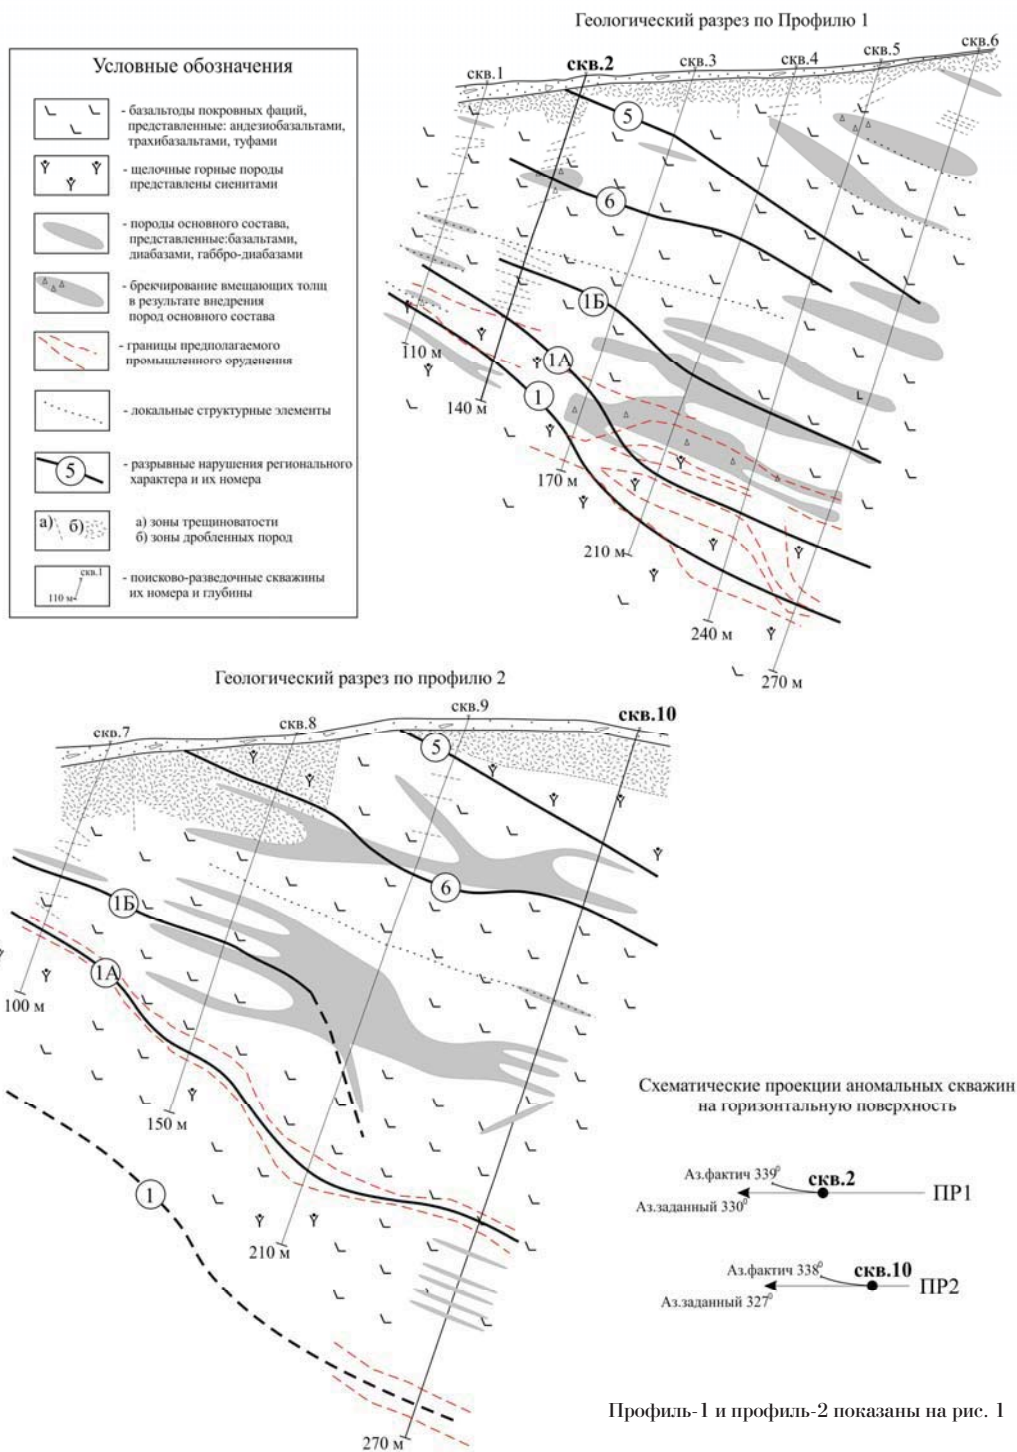 Геологический разрез по Профилю 1
Условные обозначения
- базальтоды покровных фаций,
представленные: андезиобазальтами,
трахибазальтами, туфами
- щелочные горные породы
представлены сиенитами
- породы основного состава,
представленные:базальтами,
диабазами, габбро-диабазами
- брекчирование вмещающих толщ
в результате внедрения
пород основного состава
- границы предполагаемого
промышленного оруденения
- локальные структурные элементы
5
- разрывные нарушения регионального
характера и их номера
а) б)
а) зоны трещиноватости
б) зоны дробленных пород
скв.1
110 м
- поисково-разведочные скважины
их номера и глубины
скв.1
скв.2
скв.3
скв.4
скв.5
скв.6
5
6
1Б
1А
1
110 м
140 м
170 м
210 м
240 м
270 м
Геологический разрез по профилю 2
скв.7
скв.8
скв.9
скв.10
5
6
1Б
1А
1
100 м
150 м
210 м
270 м
Схематические проекции аномальных скважин
на горизонтальную поверхность
Аз.фактич 339⁰
скв.2
Аз.заданный 330⁰
ПР1
Аз.фактич 338⁰
скв.10
Аз.заданный 327⁰
ПР2
Профиль-1 и профиль-2 показаны на рис. 1